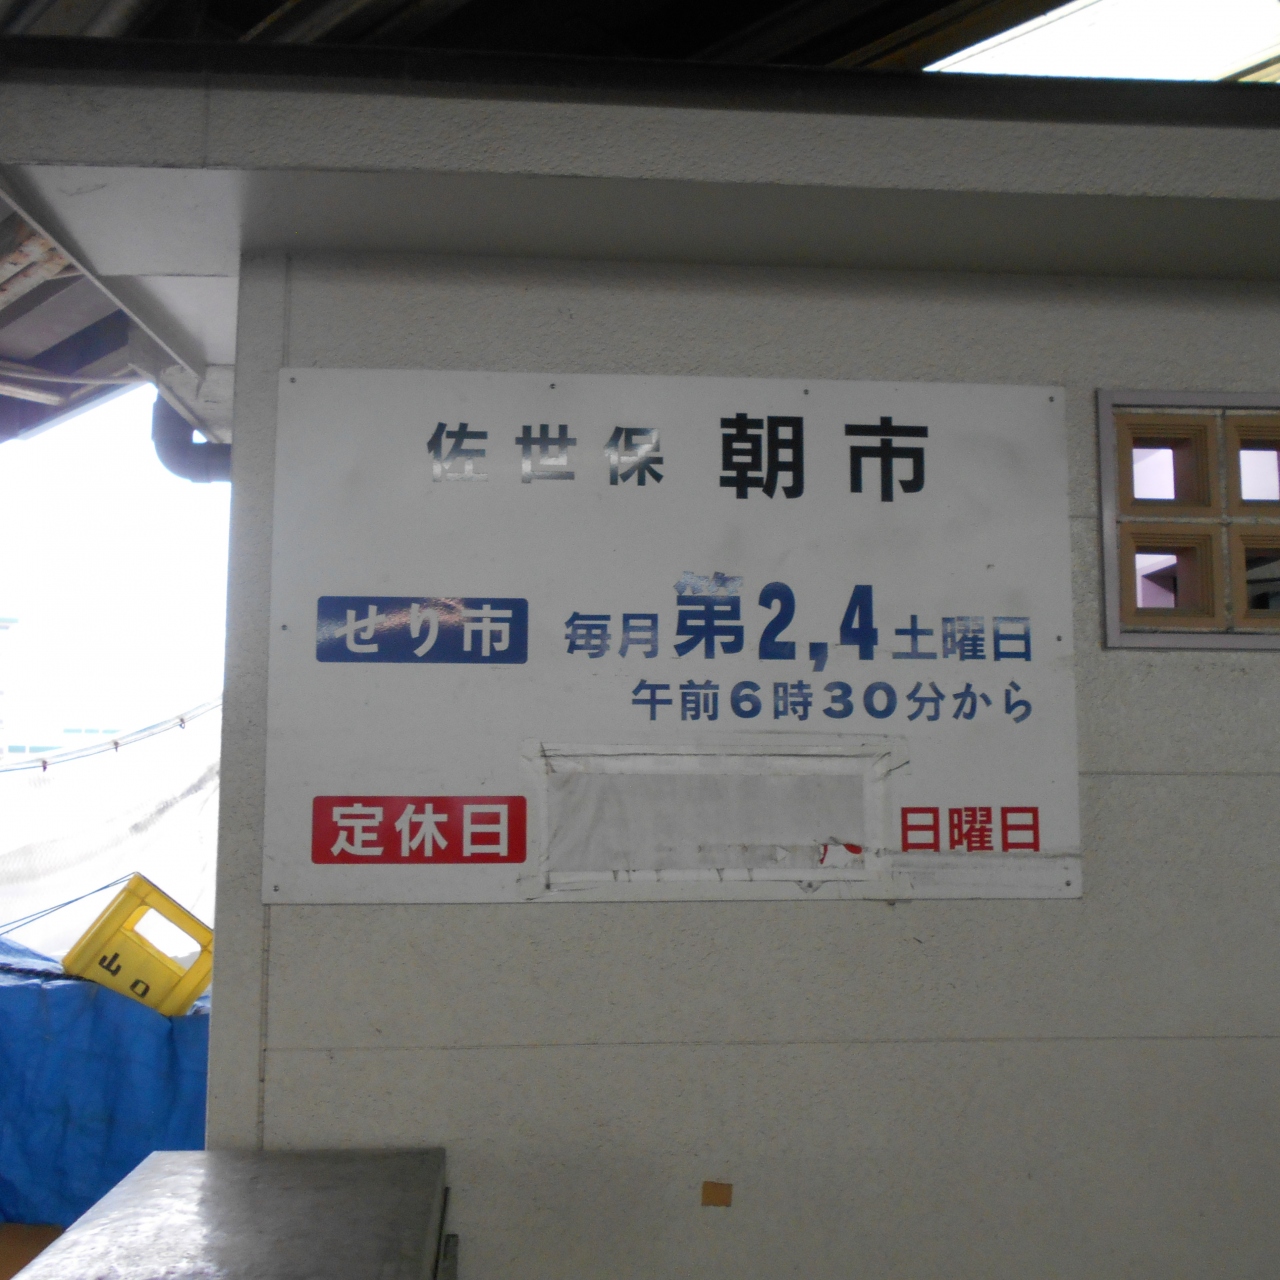 佐世保 朝市
せり市 毎月第2,4土曜日
午前6時30分から
定休日 日曜日
山口